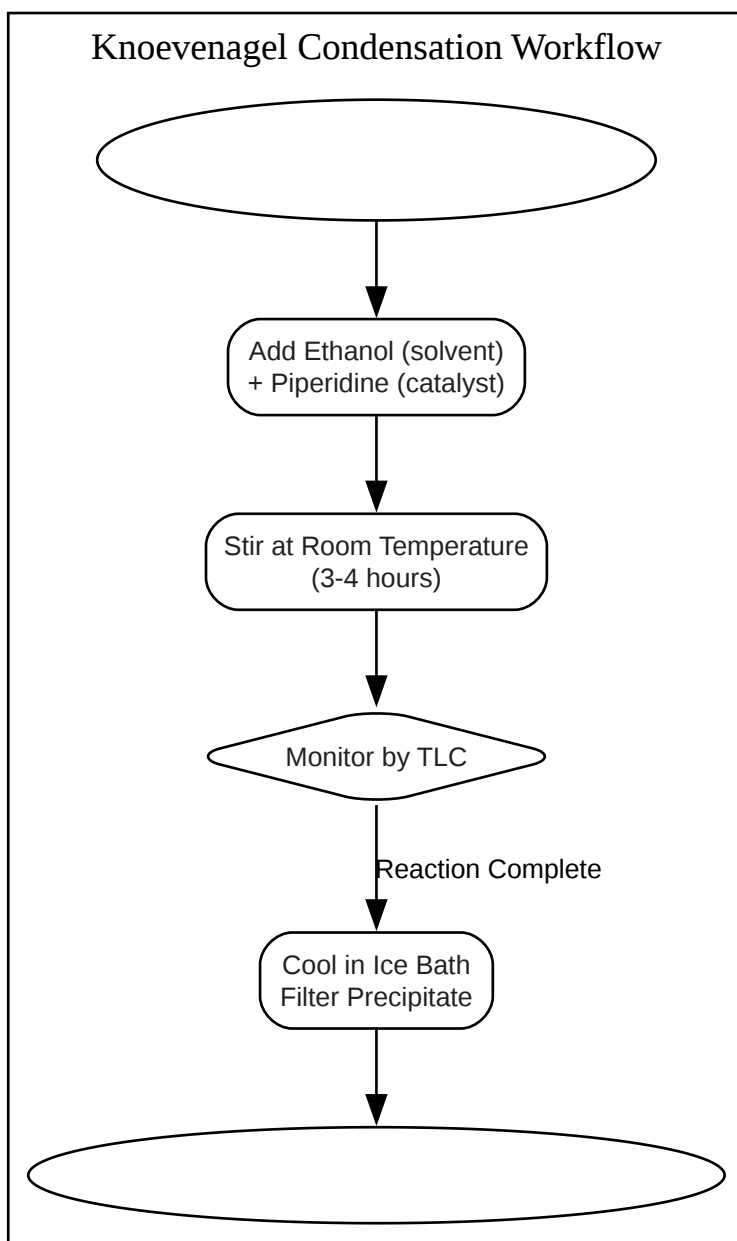 Knoevenagel Condensation Workflow
Add Ethanol (solvent)
+ Piperidine (catalyst)
Stir at Room Temperature
(3-4 hours)
Monitor by TLC
Reaction Complete
Cool in Ice Bath
Filter Precipitate